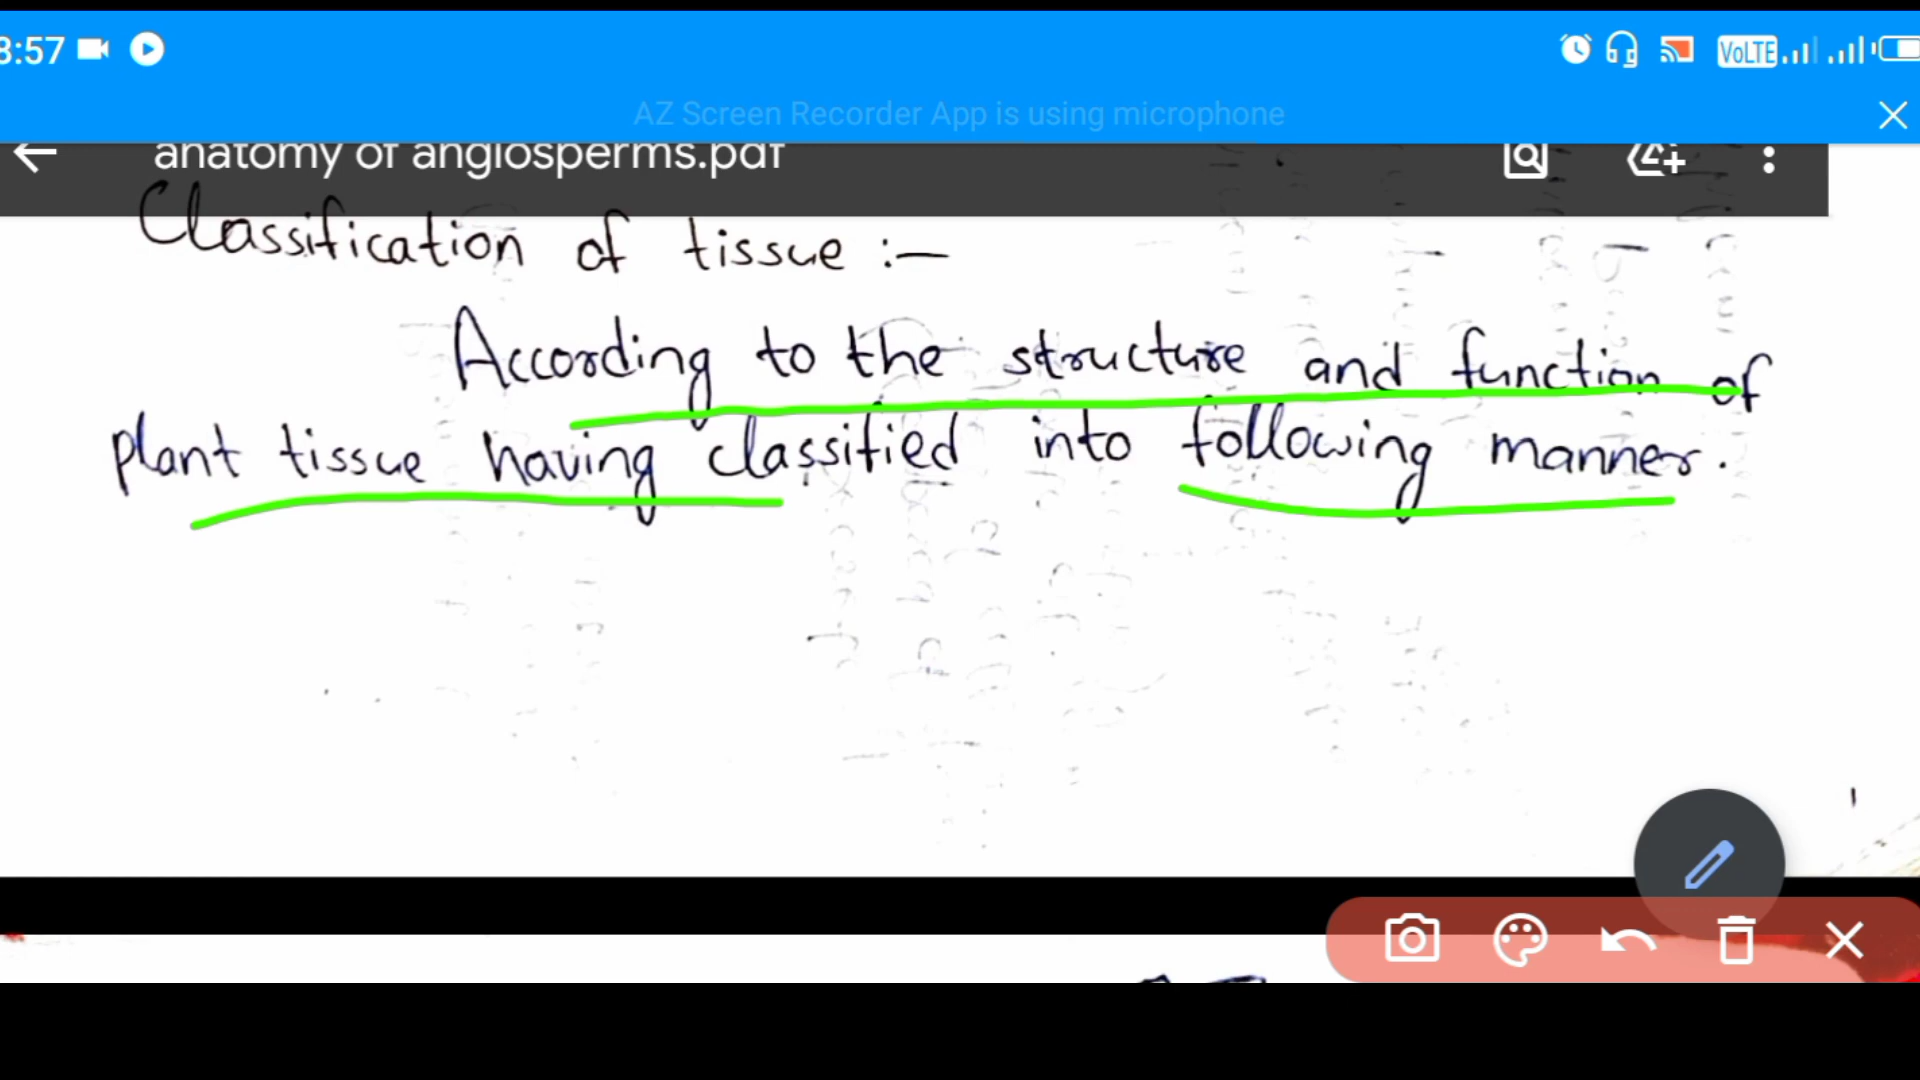 8:57
VoLTE
AZ Screen Recorder App is using microphone
anatomy of angiosperms.pdf
Classification of tissue :-
According to the structure and function of
plant tissue having classified into following manner.